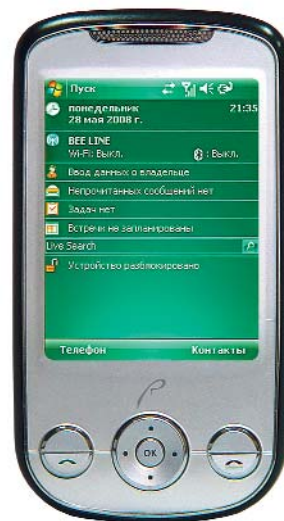 Пуск
понедельник 21:35
28 мая 2008 г.
BEE LINE
Wi-Fi: Выкл. : Выкл.
Ввод данных о владельце
Непрочитанных сообщений нет
Задач нет
Встречи не запланированы
Live Search
Устройство разблокировано
Телефон Контакты
OK